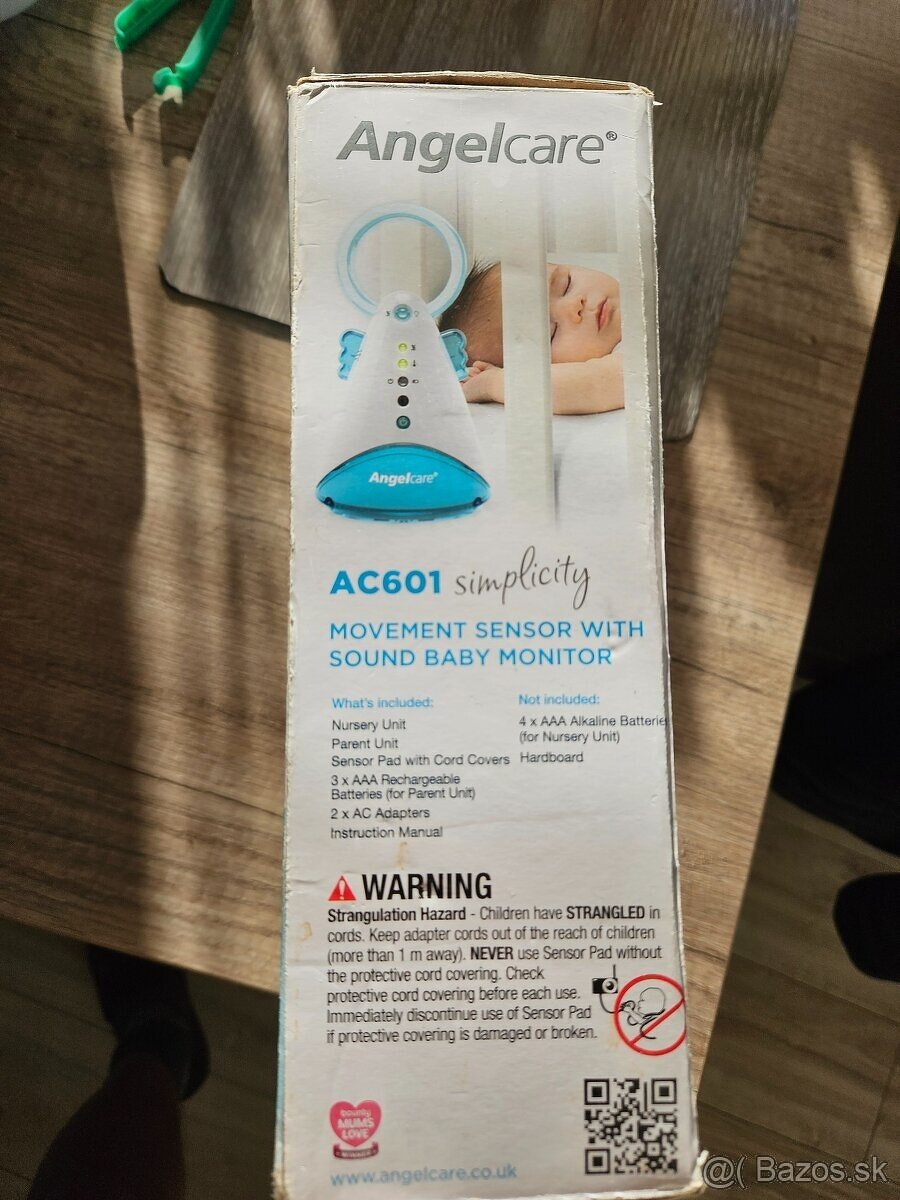 Angelcare®
Angelcare®
AC601 simplicity
MOVEMENT SENSOR WITH
SOUND BABY MONITOR
What's included:
Nursery Unit
Parent Unit
Sensor Pad with Cord Covers
3 x AAA Rechargeable
Batteries (for Parent Unit)
2 x AC Adapters
Instruction Manual
Not included:
4 x AAA Alkaline Batterie
(for Nursery Unit)
Hardboard
WARNING
Strangulation Hazard - Children have STRANGLED in
cords. Keep adapter cords out of the reach of children
(more than 1 m away). NEVER use Sensor Pad without
the protective cord covering. Check
protective cord covering before each use.
Immediately discontinue use of Sensor Pad
if protective covering is damaged or broken.
bounty
MUMS
LOVE
WINNER
www.angelcare.co.uk
@( Bazos.sk